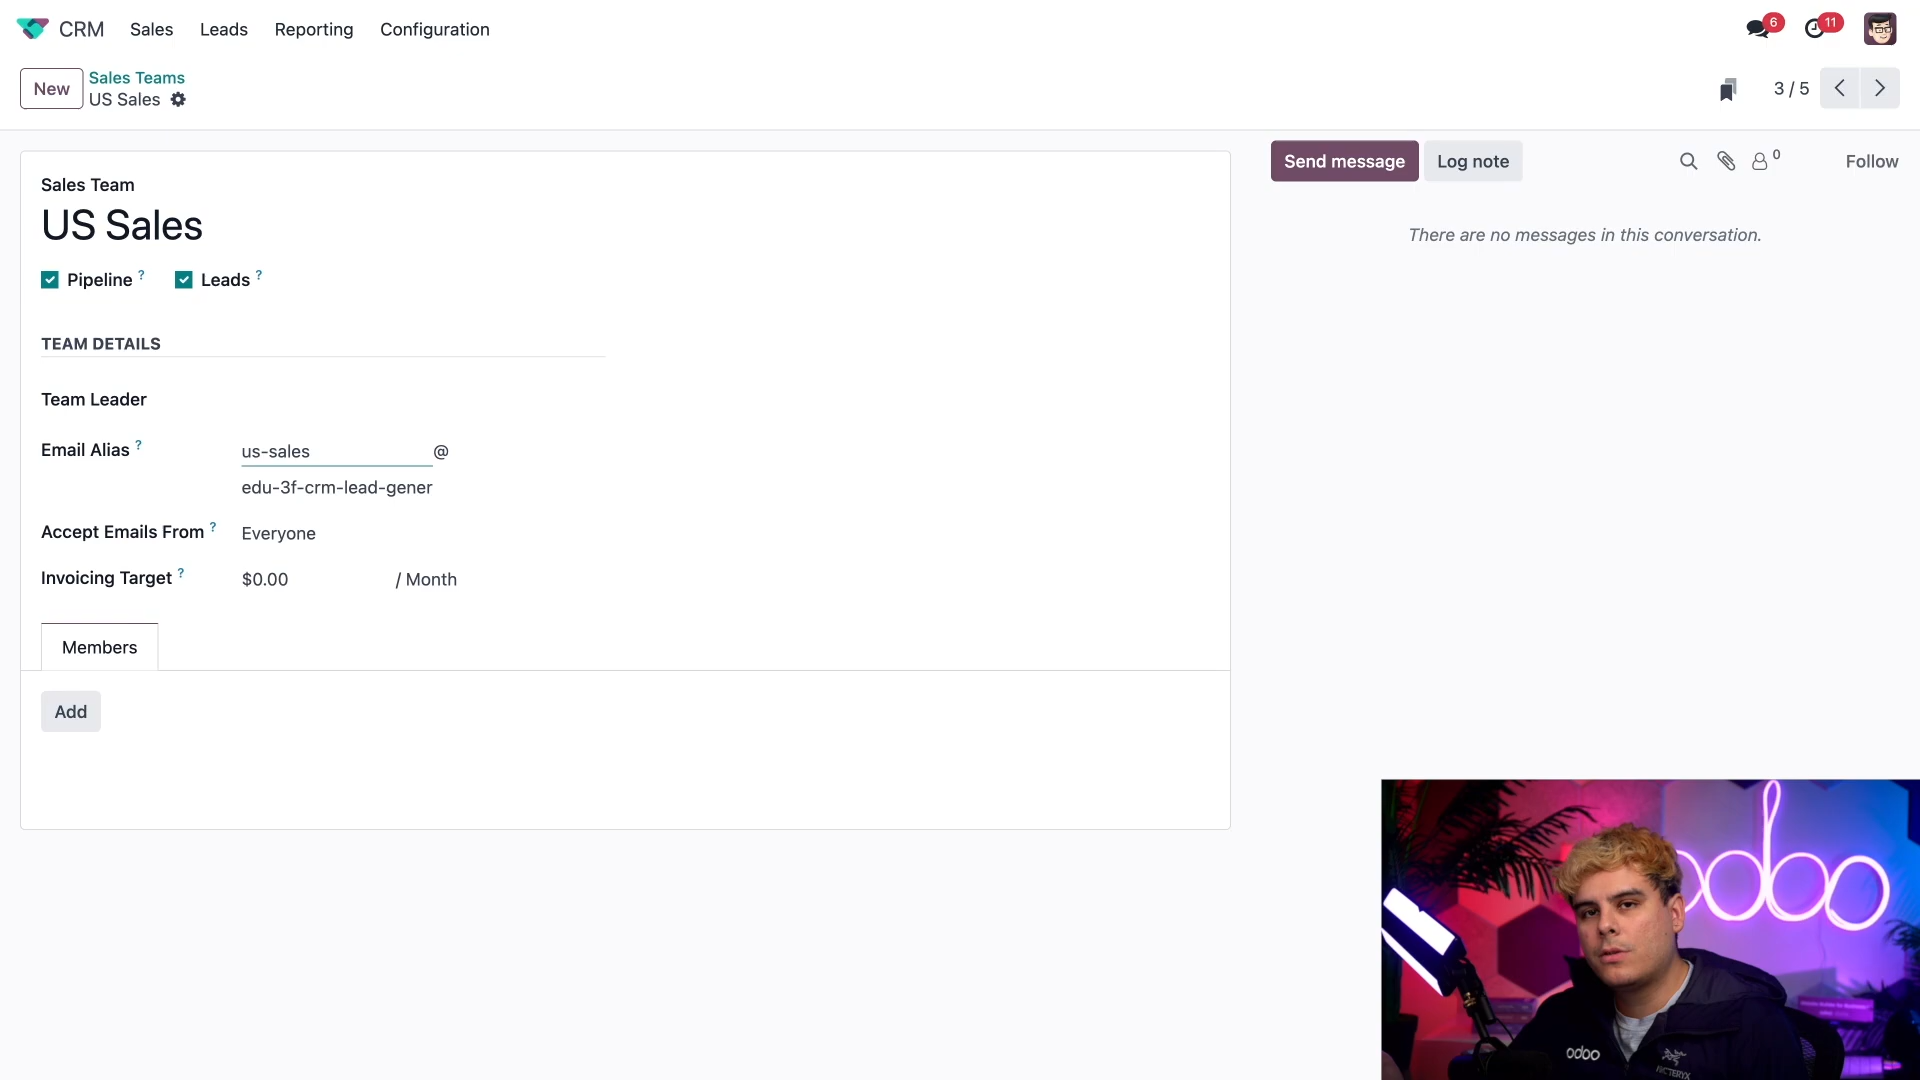 CRM Sales Leads Reporting Configuration 6 11
New Sales Teams
US Sales
3 / 5
Send message Log note 0 Follow
There are no messages in this conversation.
Sales Team
US Sales
Pipeline ? Leads ?
TEAM DETAILS
Team Leader
Email Alias ? us-sales @
edu-3f-crm-lead-gener
Accept Emails From ? Everyone
Invoicing Target ? $0.00 / Month
Members
Add
odoo
odoo
ARC'TERYX